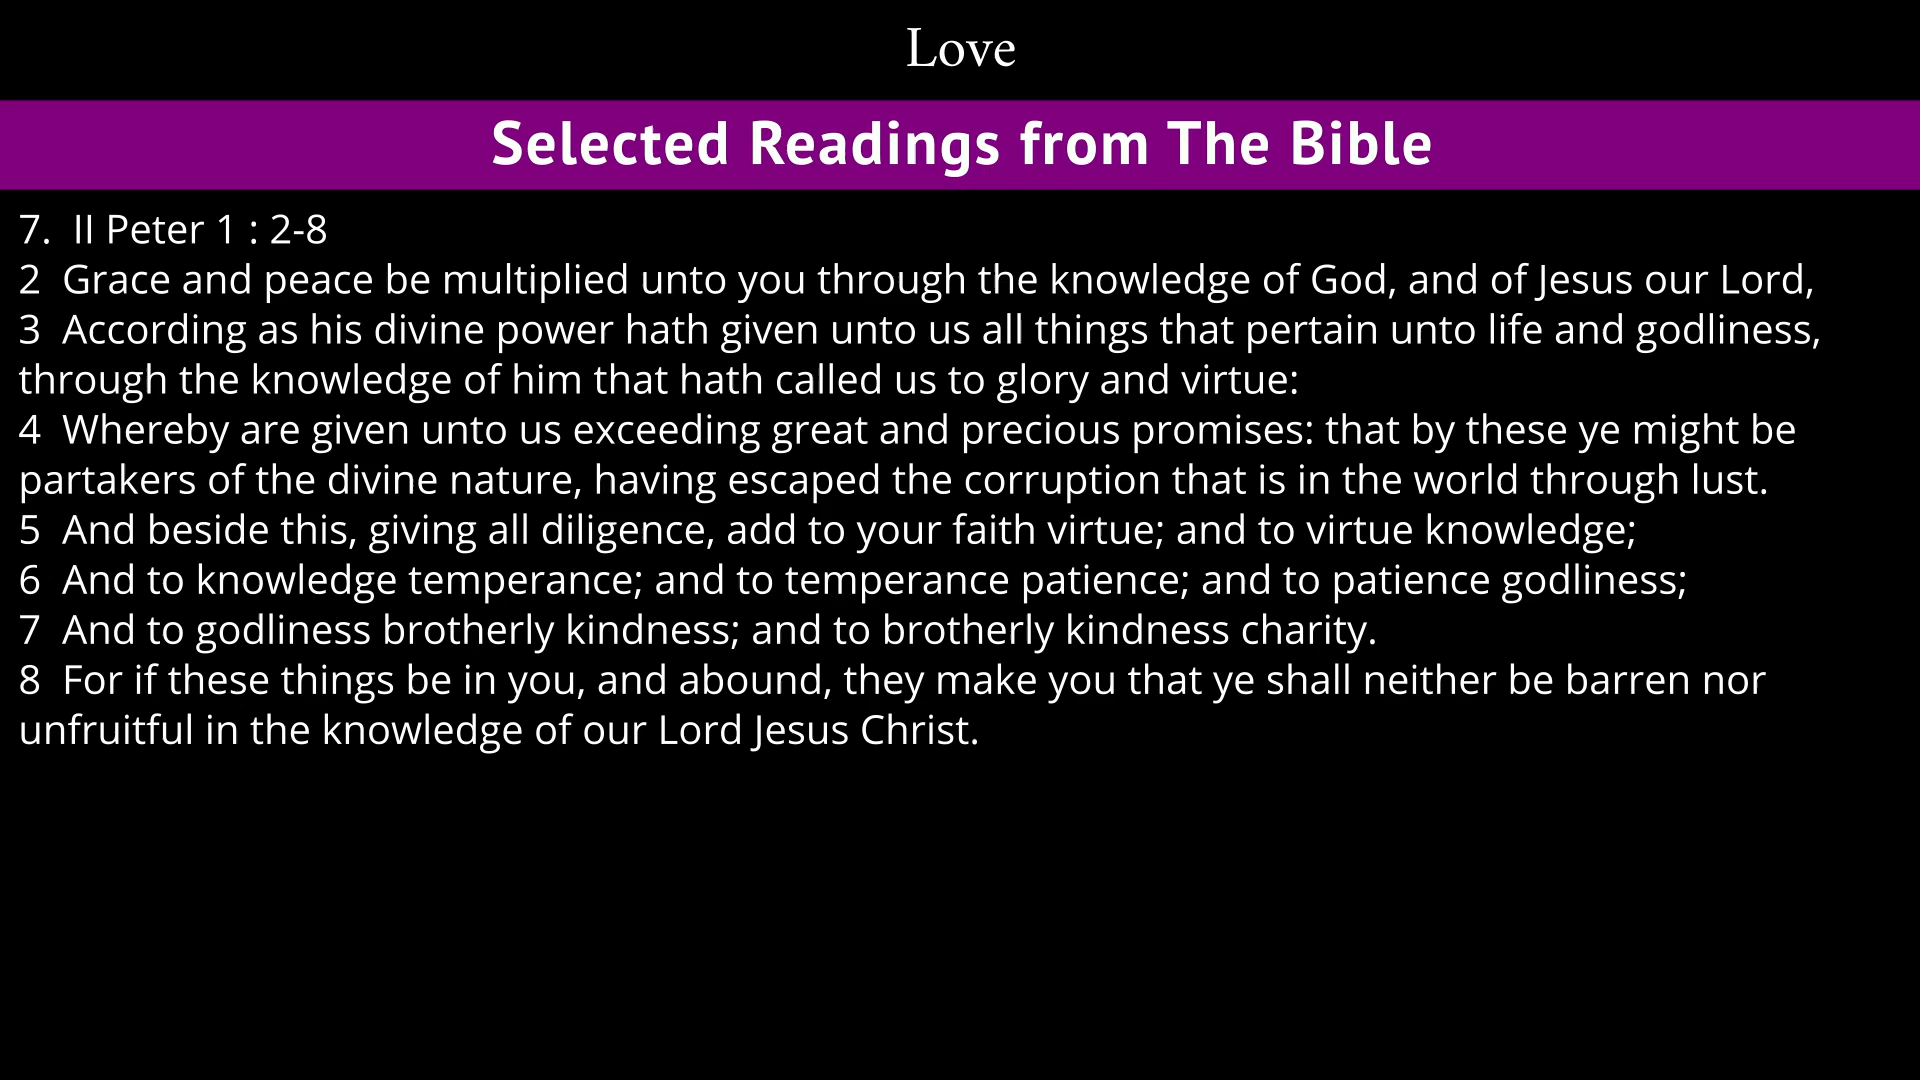 Love
Selected Readings from The Bible
7.  II Peter 1 : 2-8
2  Grace and peace be multiplied unto you through the knowledge of God, and of Jesus our Lord,
3  According as his divine power hath given unto us all things that pertain unto life and godliness,
through the knowledge of him that hath called us to glory and virtue:
4  Whereby are given unto us exceeding great and precious promises: that by these ye might be
partakers of the divine nature, having escaped the corruption that is in the world through lust.
5  And beside this, giving all diligence, add to your faith virtue; and to virtue knowledge;
6  And to knowledge temperance; and to temperance patience; and to patience godliness;
7  And to godliness brotherly kindness; and to brotherly kindness charity.
8  For if these things be in you, and abound, they make you that ye shall neither be barren nor
unfruitful in the knowledge of our Lord Jesus Christ.